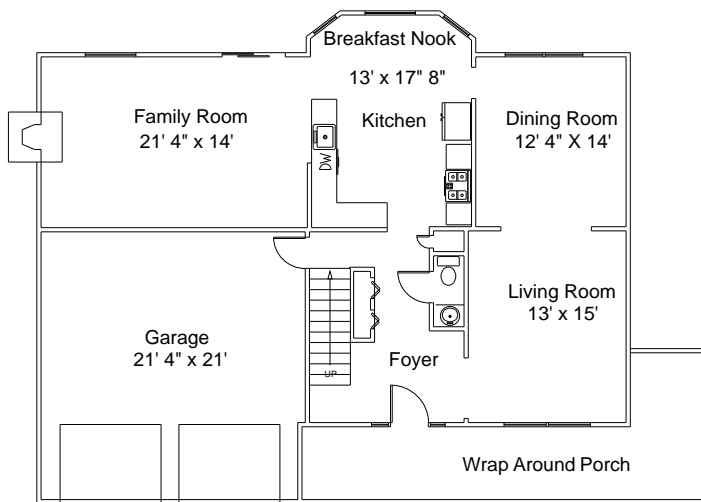 Breakfast Nook
13' x 17" 8"
Kitchen
Family Room
21' 4" x 14'
Dining Room
12' 4" X 14'
DW
Living Room
13' x 15'
Garage
21' 4" x 21'
Foyer
UP
Wrap Around Porch